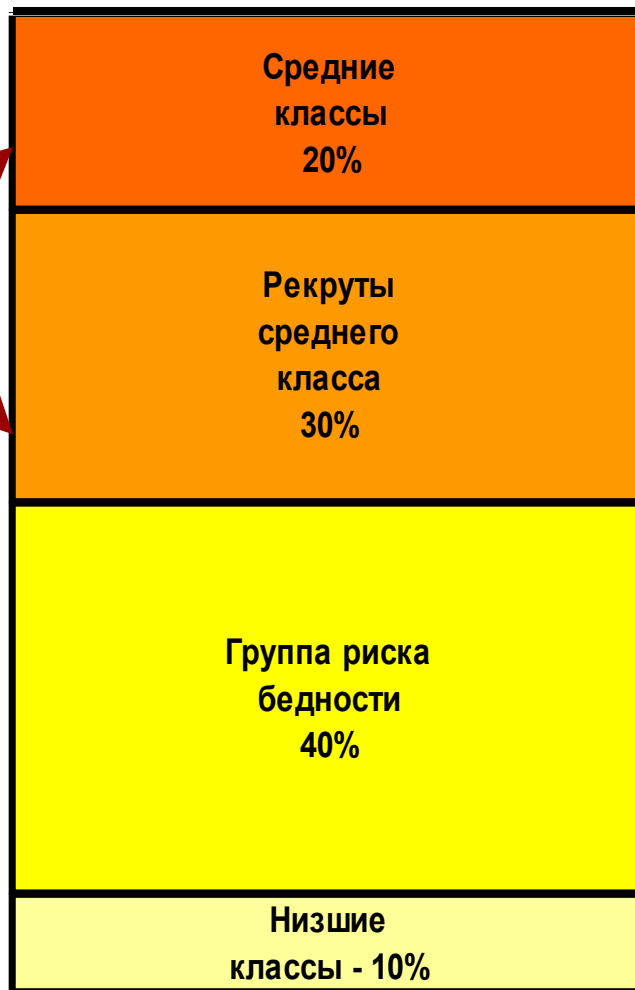 Средние
классы
20%
Рекруты
среднего
класса
30%
Группа риска
бедности
40%
Низшие
классы - 10%